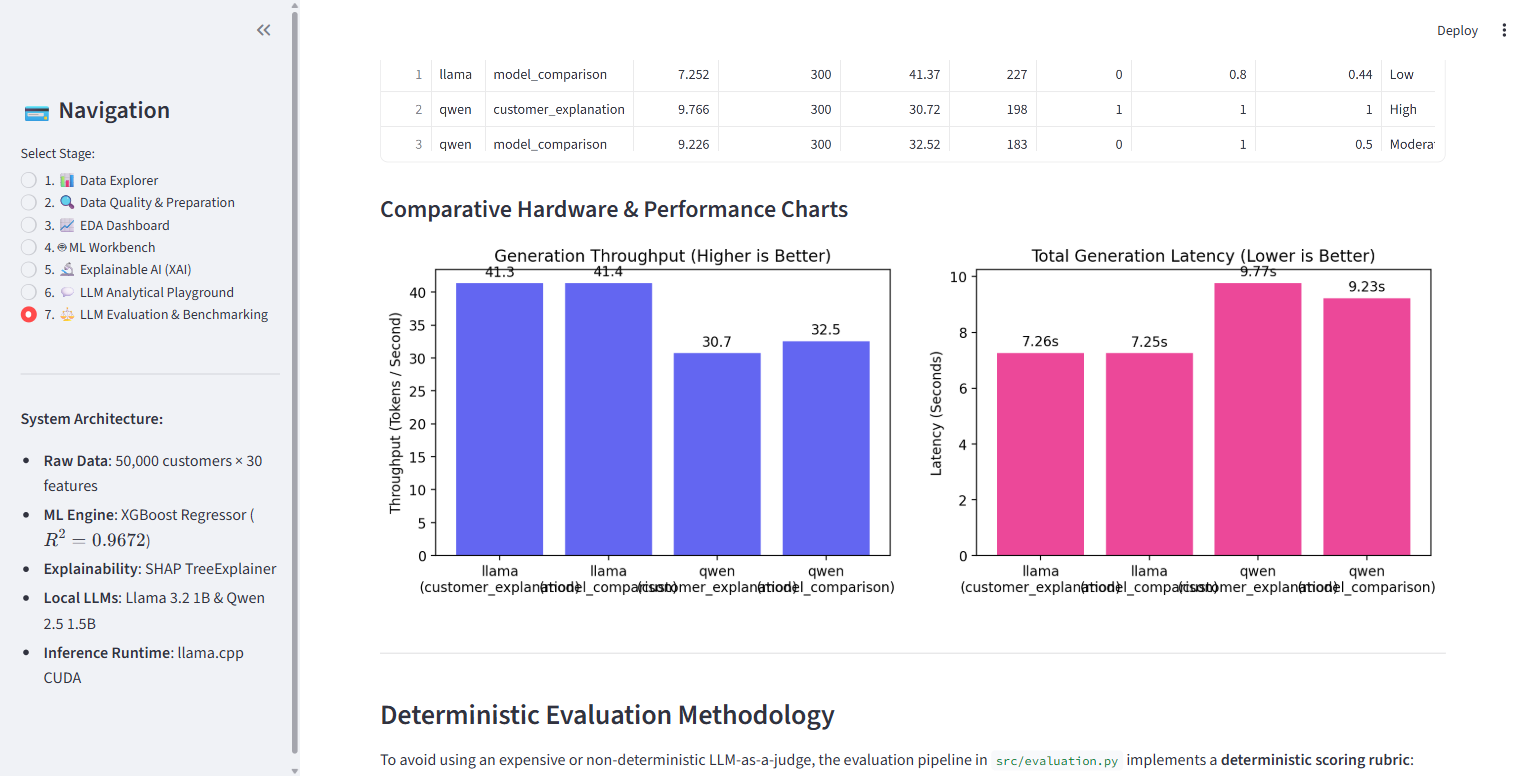 Deploy
Navigation
Select Stage:
1. 📊 Data Explorer
2. 🔍 Data Quality & Preparation
3. 📈 EDA Dashboard
4. 🤖 ML Workbench
5. 🔬 Explainable AI (XAI)
6. 💬 LLM Analytical Playground
7. ⚖️ LLM Evaluation & Benchmarking
System Architecture:
Raw Data: 50,000 customers × 30
features
ML Engine: XGBoost Regressor (
R² = 0.9672)
Explainability: SHAP TreeExplainer
Local LLMs: Llama 3.2 1B & Qwen
2.5 1.5B
Inference Runtime: llama.cpp
CUDA
1 llama model_comparison 7.252 300 41.37 227 0 0.8 0.44 Low
2 qwen customer_explanation 9.766 300 30.72 198 1 1 1 High
3 qwen model_comparison 9.226 300 32.52 183 0 1 0.5 Modera
Comparative Hardware & Performance Charts
Generation Throughput (Higher is Better)
Throughput (Tokens / Second)
40
35
30
25
20
15
10
5
0
41.3
41.4
30.7
32.5
llama
(customer_explanation)
llama
(model_comparison)
qwen
(customer_explanation)
qwen
(model_comparison)
Total Generation Latency (Lower is Better)
Latency (Seconds)
10
8
6
4
2
0
7.26s
7.25s
9.77s
9.23s
llama
(customer_explanation)
llama
(model_comparison)
qwen
(customer_explanation)
qwen
(model_comparison)
Deterministic Evaluation Methodology
To avoid using an expensive or non-deterministic LLM-as-a-judge, the evaluation pipeline in src/evaluation.py implements a deterministic scoring rubric: